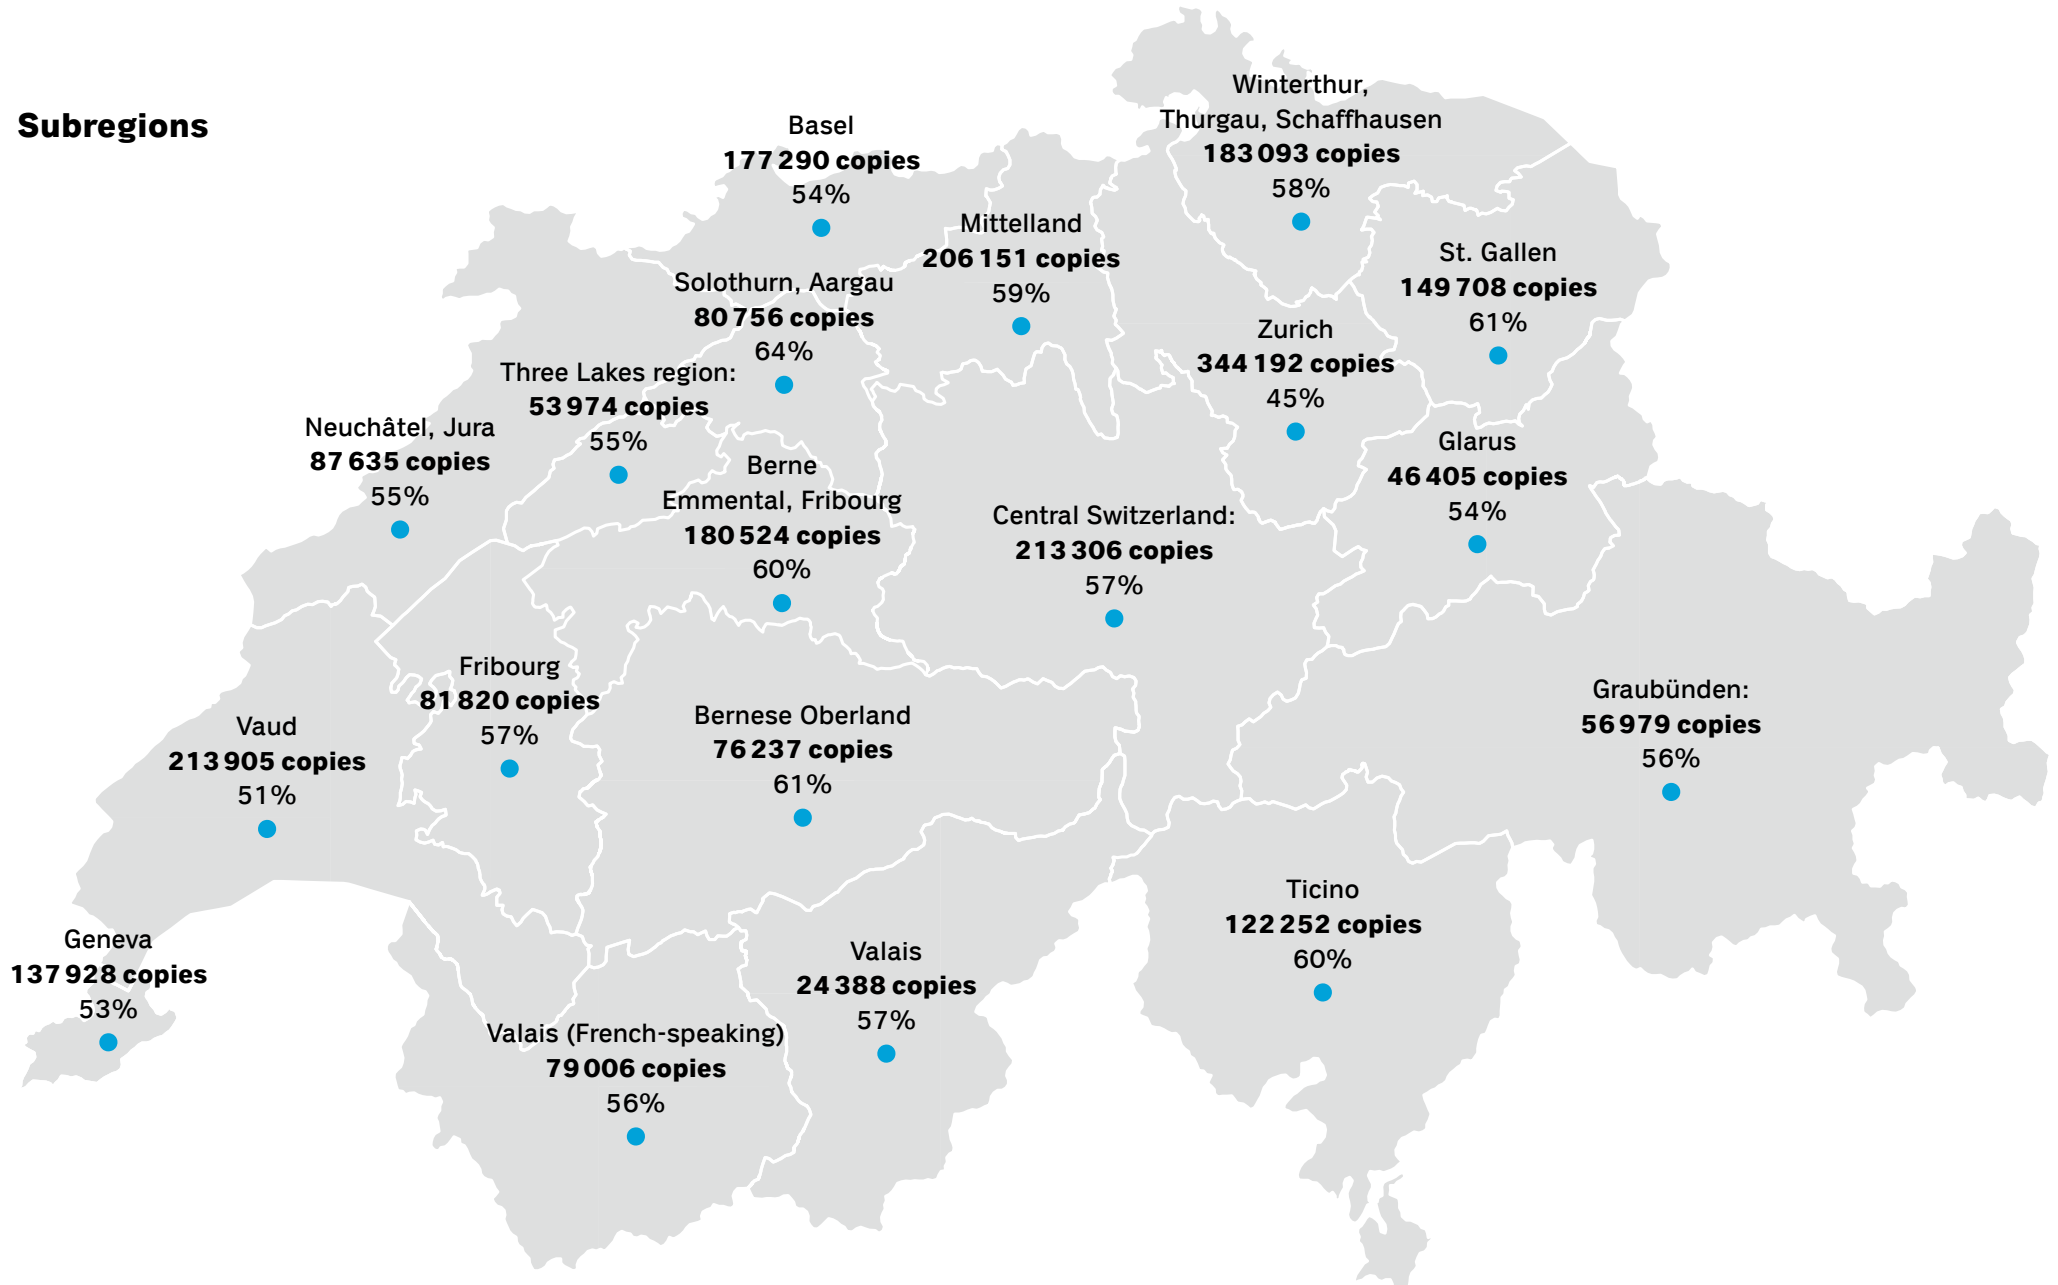 Subregions
Winterthur,
Thurgau, Schaffhausen
183 093 copies
58%
Basel
177 290 copies
54%
Mittelland
206 151 copies
59%
St. Gallen
149 708 copies
61%
Solothurn, Aargau
80 756 copies
64%
Zurich
344 192 copies
45%
Three Lakes region:
53 974 copies
55%
Neuchâtel, Jura
87 635 copies
55%
Glarus
46 405 copies
54%
Berne
Emmental, Fribourg
180 524 copies
60%
Central Switzerland:
213 306 copies
57%
Fribourg
81 820 copies
57%
Graubünden:
56 979 copies
56%
Bernese Oberland
76 237 copies
61%
Vaud
213 905 copies
51%
Ticino
122 252 copies
60%
Geneva
137 928 copies
53%
Valais
24 388 copies
57%
Valais (French-speaking)
79 006 copies
56%